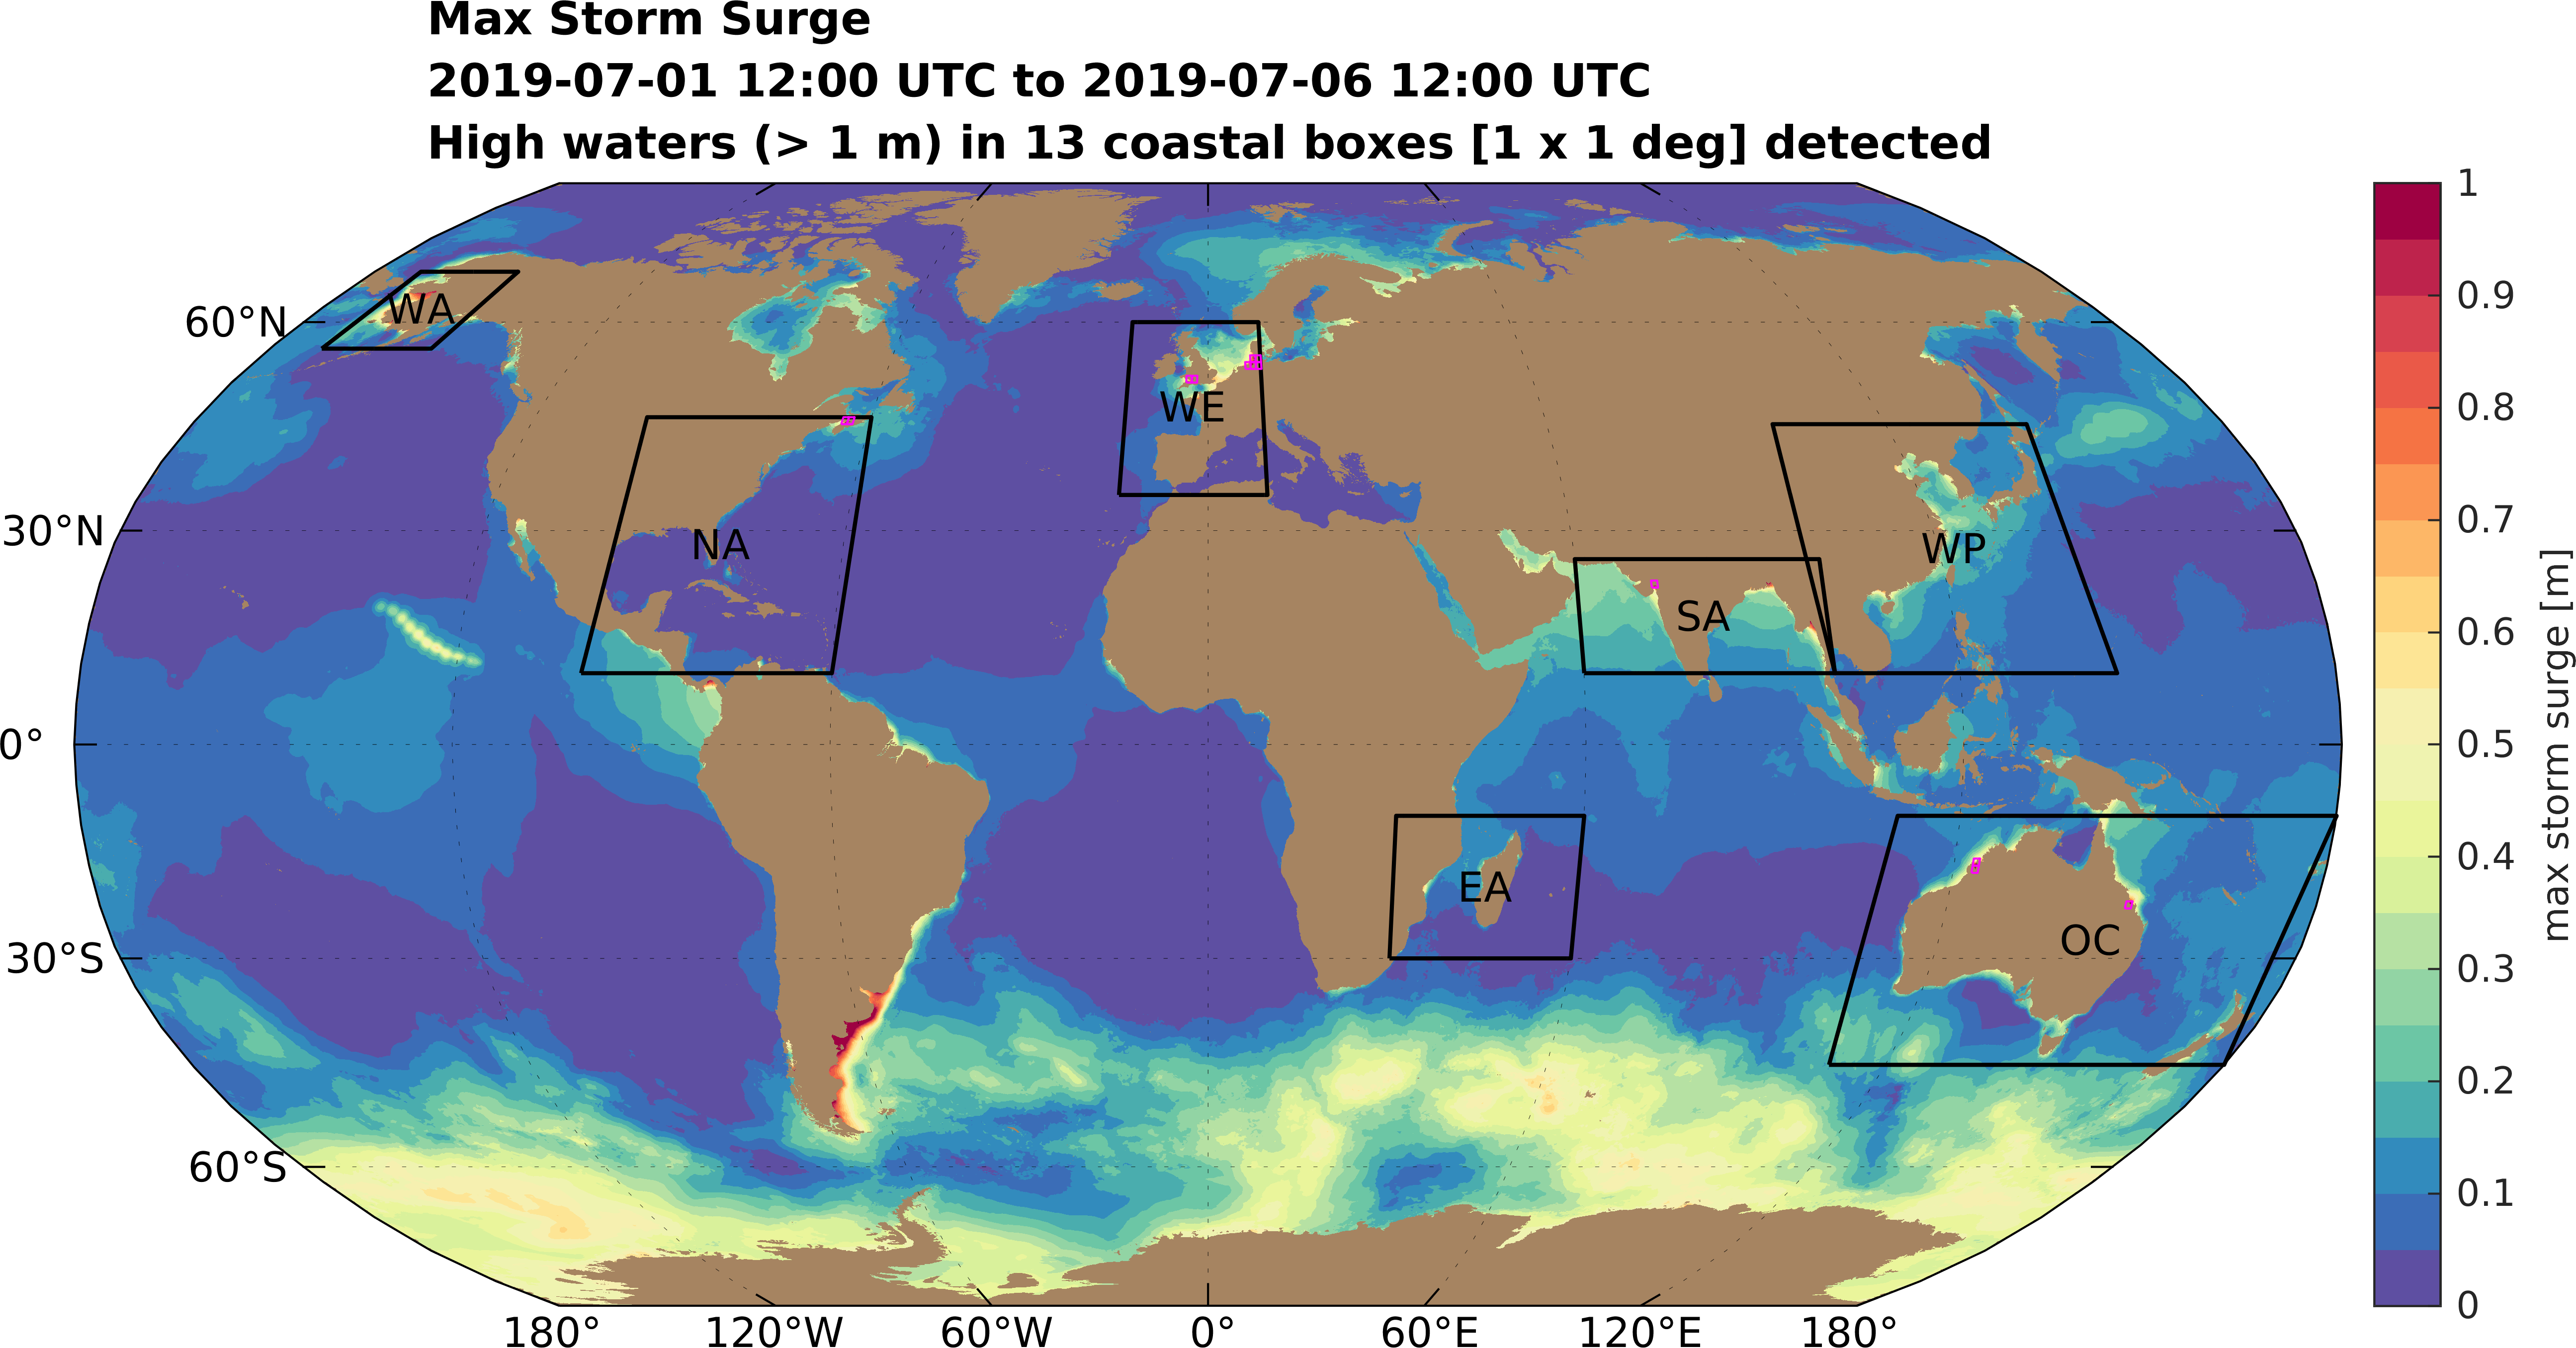 Max Storm Surge
2019-07-01 12:00 UTC to 2019-07-06 12:00 UTC
High waters (> 1 m) in 13 coastal boxes [1 x 1 deg] detected
60°N
30°N
0°
30°S
60°S
WA
NA
WE
SA
WP
EA
OC
180°
120°W
60°W
0°
60°E
120°E
180°
1
0.9
0.8
0.7
0.6
0.5
0.4
0.3
0.2
0.1
0
max storm surge [m]